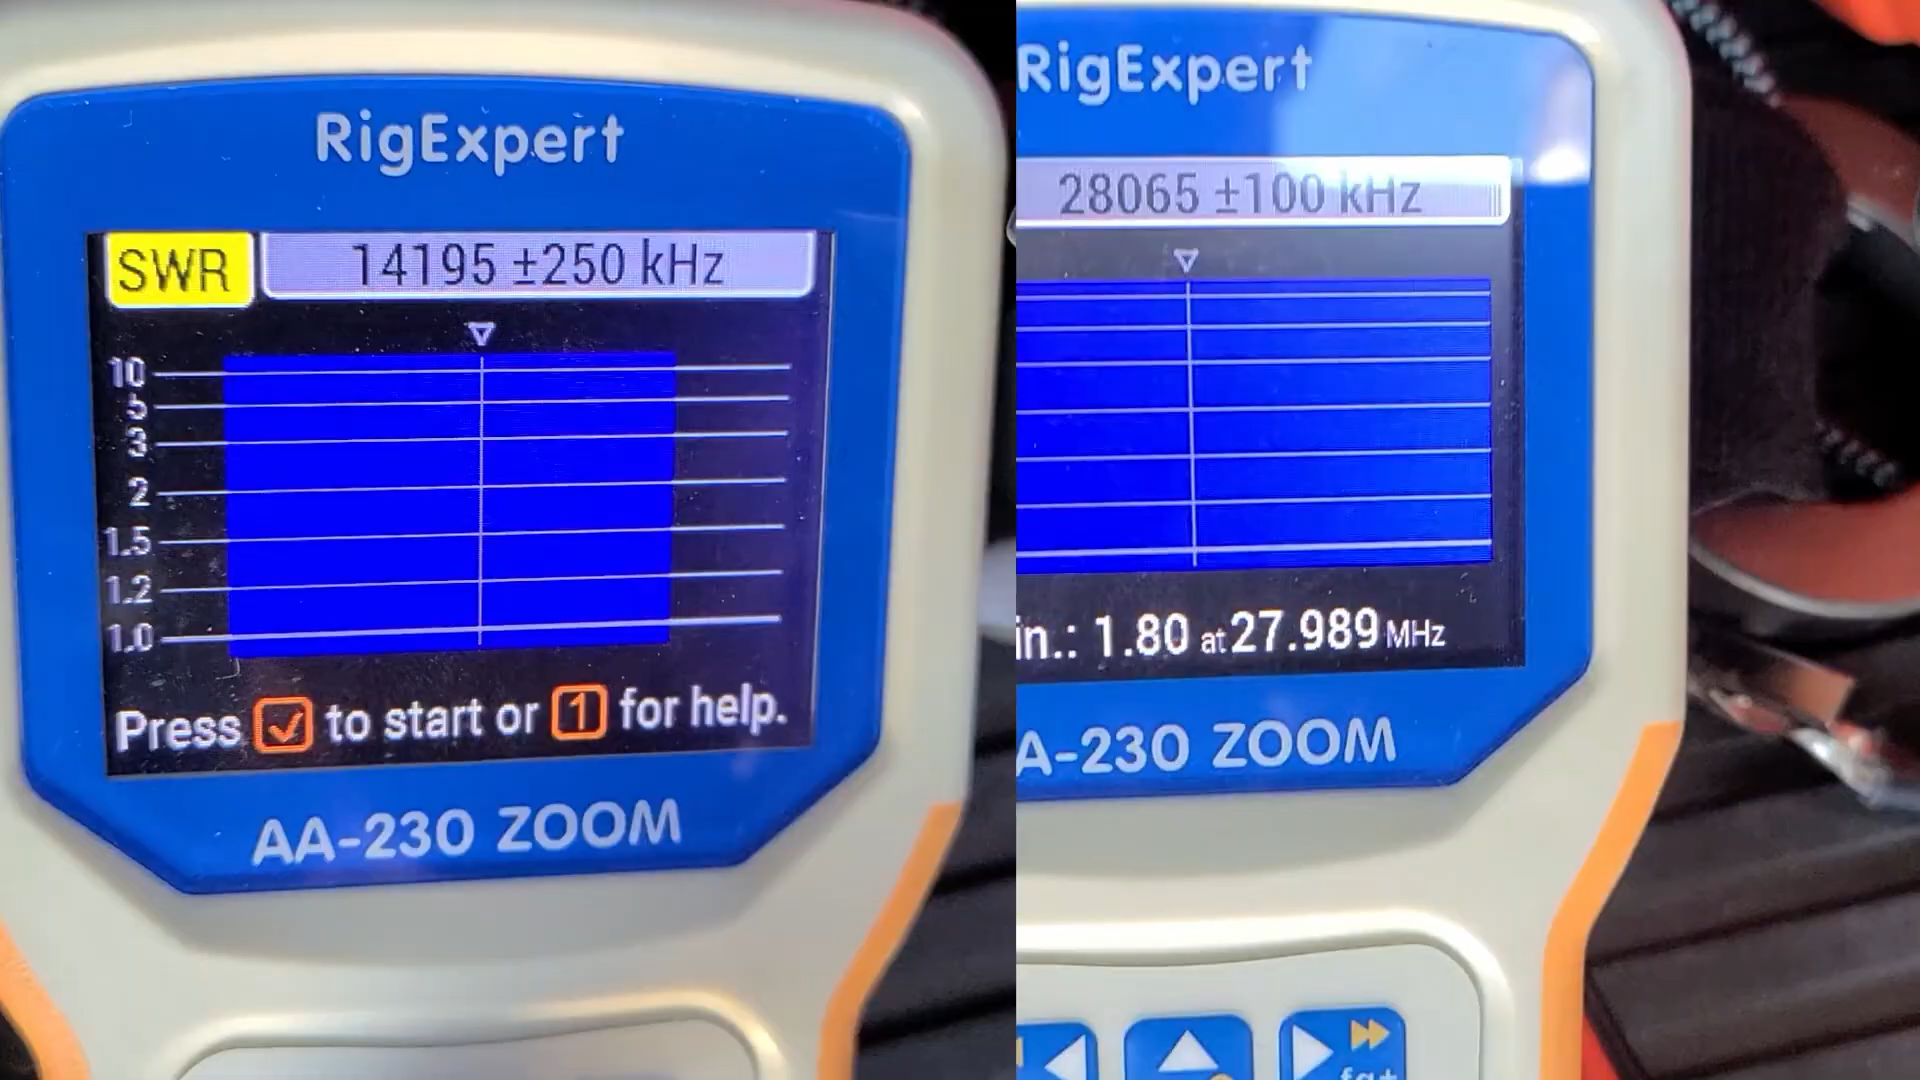 RigExpert
SWR
14195 ±250 kHz
10
5
3
2
1.5
1.2
1.0
Press ✓ to start or 1 for help.
AA-230 ZOOM
RigExpert
28065 ±100 kHz
in.: 1.80 at 27.989 MHz
A-230 ZOOM